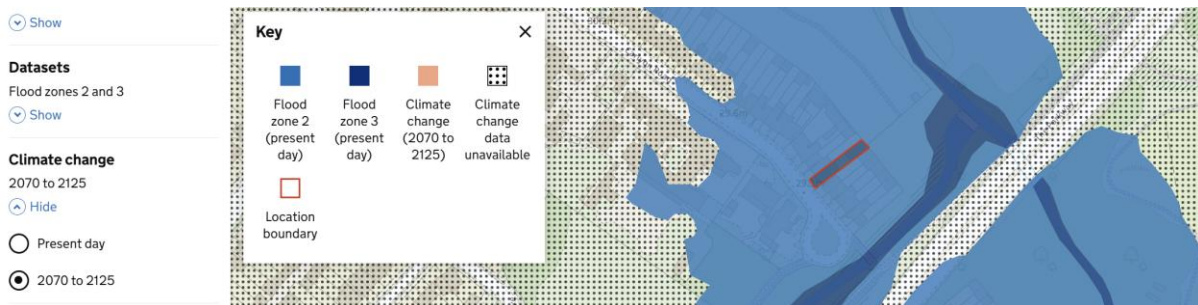 Show
Datasets
Flood zones 2 and 3
Show
Climate change
2070 to 2125
Hide
Present day
2070 to 2125
Key
Flood
zone 2
(present
day)
Flood
zone 3
(present
day)
Climate
change
(2070 to
2125)
Climate
change
data
unavailable
Location
boundary